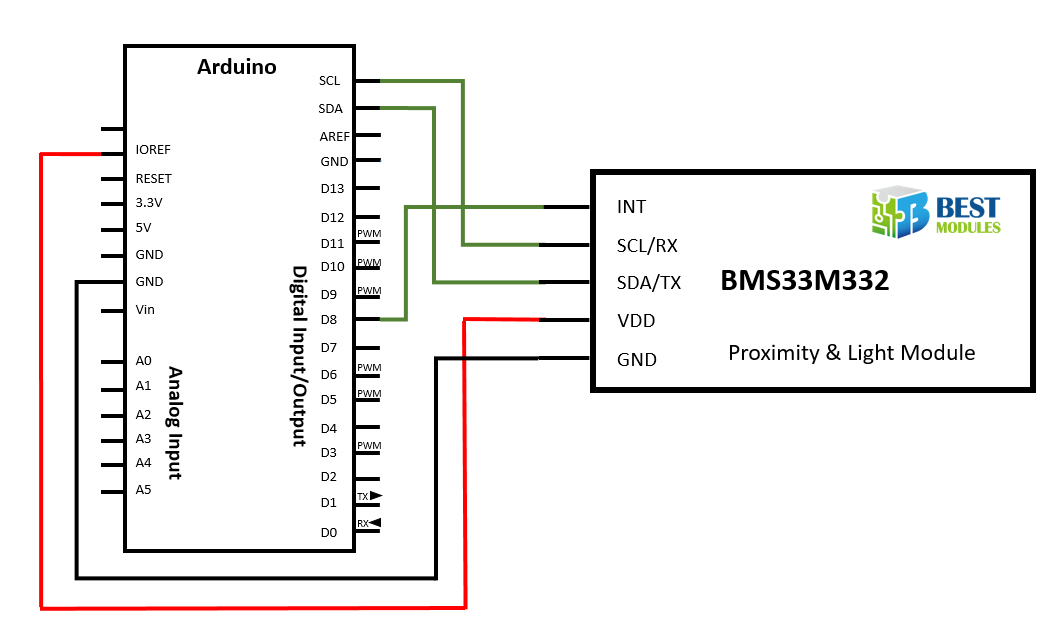 Arduino
SCL
SDA
AREF
GND
D13
D12
D11 PWM
D10 PWM
D9 PWM
D8
D7
D6 PWM
D5 PWM
D4
D3 PWM
D2
D1 TX
D0 RX
Digital Input/Output
IOREF
RESET
3.3V
5V
GND
GND
Vin
A0
A1
A2
A3
A4
A5
Analog Input
INT
SCL/RX
SDA/TX
VDD
GND
BEST
MODULES
BMS33M332
Proximity & Light Module